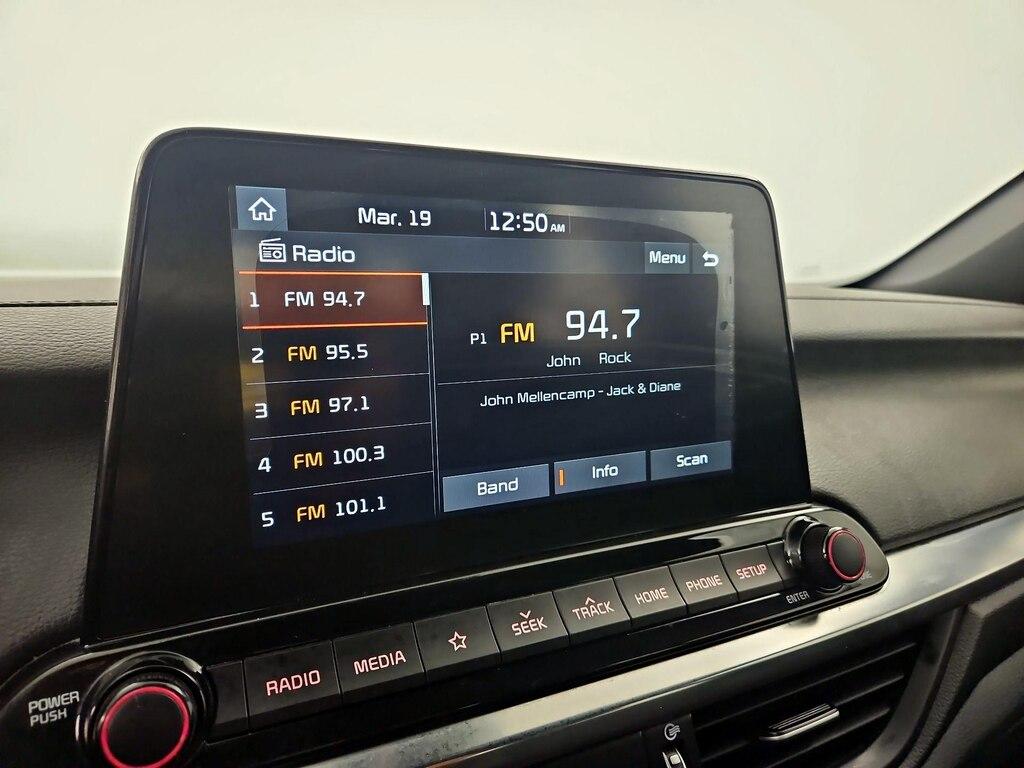 Mar. 19 12:50 AM
Radio
Menu
1 FM 94.7
2 FM 95.5
3 FM 97.1
4 FM 100.3
5 FM 101.1
P1 FM 94.7
John Rock
John Mellencamp - Jack & Diane
Band Info Scan
POWER
PUSH
RADIO MEDIA SEEK TRACK HOME PHONE SETUP
ENTER